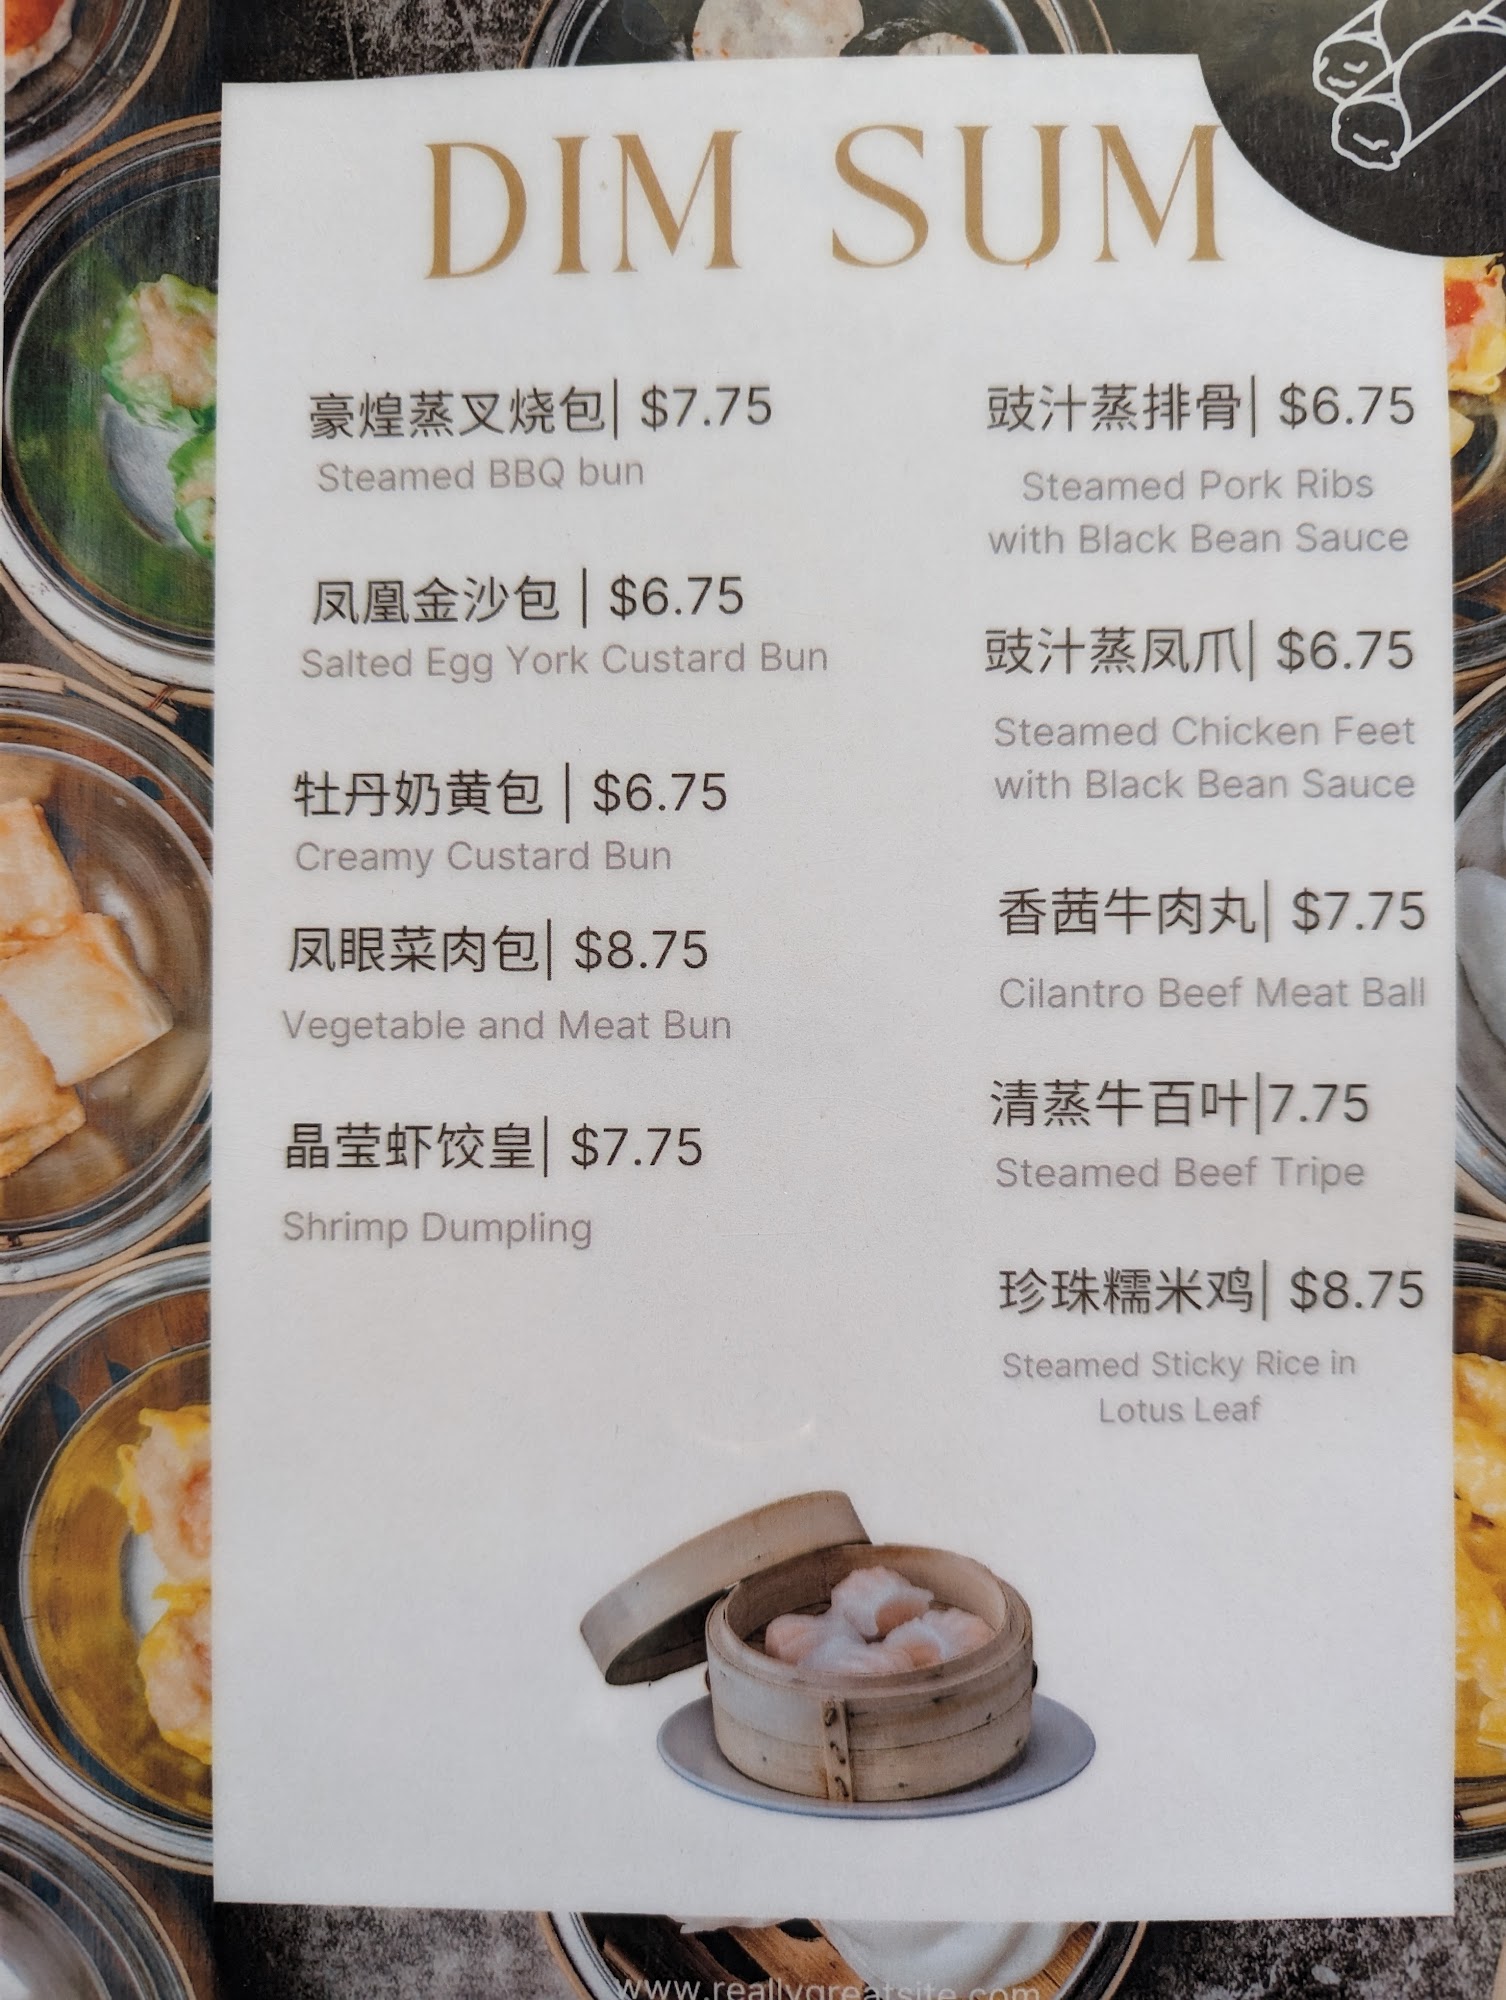 DIM SUM
豪煌蒸叉烧包| $7.75
Steamed BBQ bun
凤凰金沙包 | $6.75
Salted Egg York Custard Bun
牡丹奶黄包 | $6.75
Creamy Custard Bun
凤眼菜肉包| $8.75
Vegetable and Meat Bun
晶莹虾饺皇| $7.75
Shrimp Dumpling
豉汁蒸排骨| $6.75
Steamed Pork Ribs
with Black Bean Sauce
豉汁蒸凤爪| $6.75
Steamed Chicken Feet
with Black Bean Sauce
香茜牛肉丸| $7.75
Cilantro Beef Meat Ball
清蒸牛百叶|7.75
Steamed Beef Tripe
珍珠糯米鸡| $8.75
Steamed Sticky Rice in
Lotus Leaf
www.reallygreatsite.com